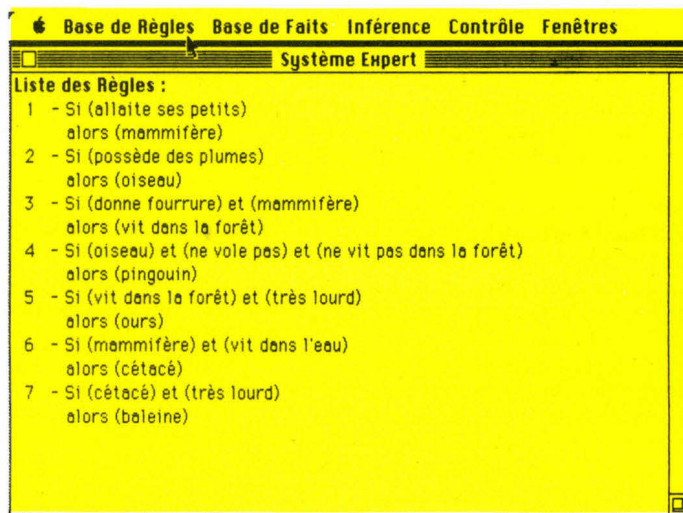 Base de Règles Base de Faits Inférence Contrôle Fenêtres
Système Expert
Liste des Règles :
1 - Si (allaite ses petits)
alors (mammifère)
2 - Si (possède des plumes)
alors (oiseau)
3 - Si (donne fourrure) et (mammifère)
alors (vit dans la forêt)
4 - Si (oiseau) et (ne vole pas) et (ne vit pas dans la forêt)
alors (pingouin)
5 - Si (vit dans la forêt) et (très lourd)
alors (ours)
6 - Si (mammifère) et (vit dans l'eau)
alors (cétacé)
7 - Si (cétacé) et (très lourd)
alors (baleine)